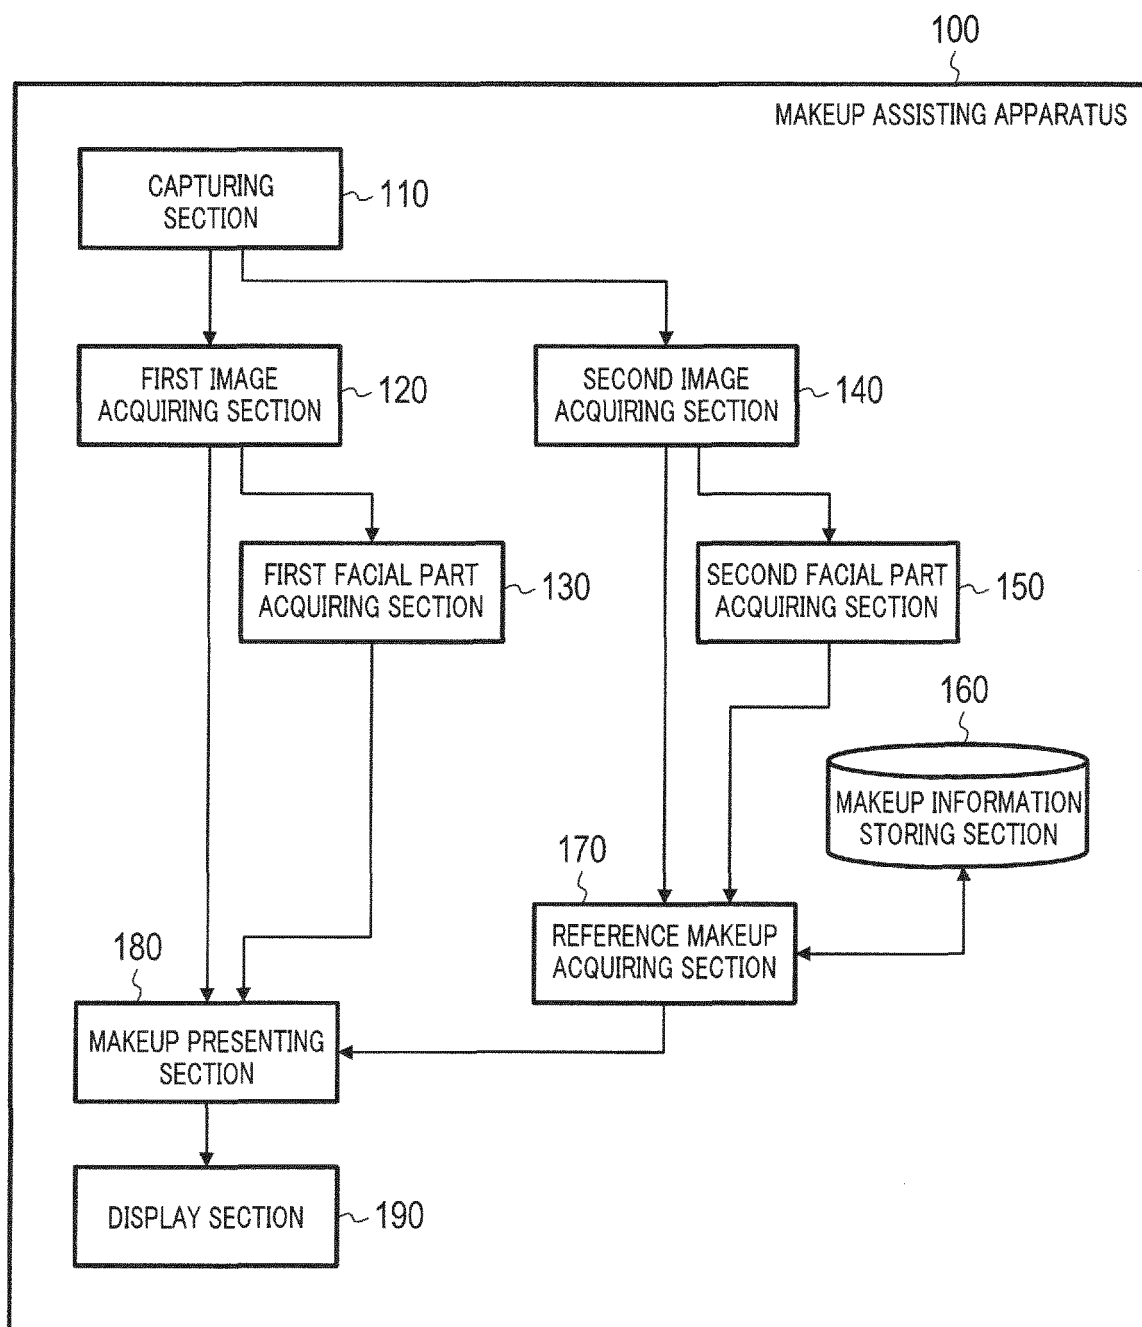 100
MAKEUP ASSISTING APPARATUS
CAPTURING
SECTION
110
FIRST IMAGE
ACQUIRING SECTION
120
SECOND IMAGE
ACQUIRING SECTION
140
FIRST FACIAL PART
ACQUIRING SECTION
130
SECOND FACIAL PART
ACQUIRING SECTION
150
160
MAKEUP INFORMATION
STORING SECTION
170
REFERENCE MAKEUP
ACQUIRING SECTION
180
MAKEUP PRESENTING
SECTION
DISPLAY SECTION
190